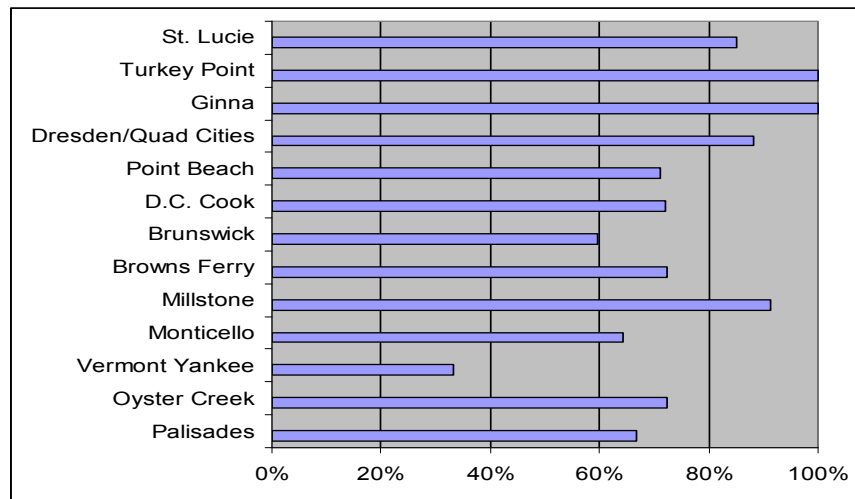 St. Lucie
Turkey Point
Ginna
Dresden/Quad Cities
Point Beach
D.C. Cook
Brunswick
Browns Ferry
Millstone
Monticello
Vermont Yankee
Oyster Creek
Palisades
0% 20% 40% 60% 80% 100%